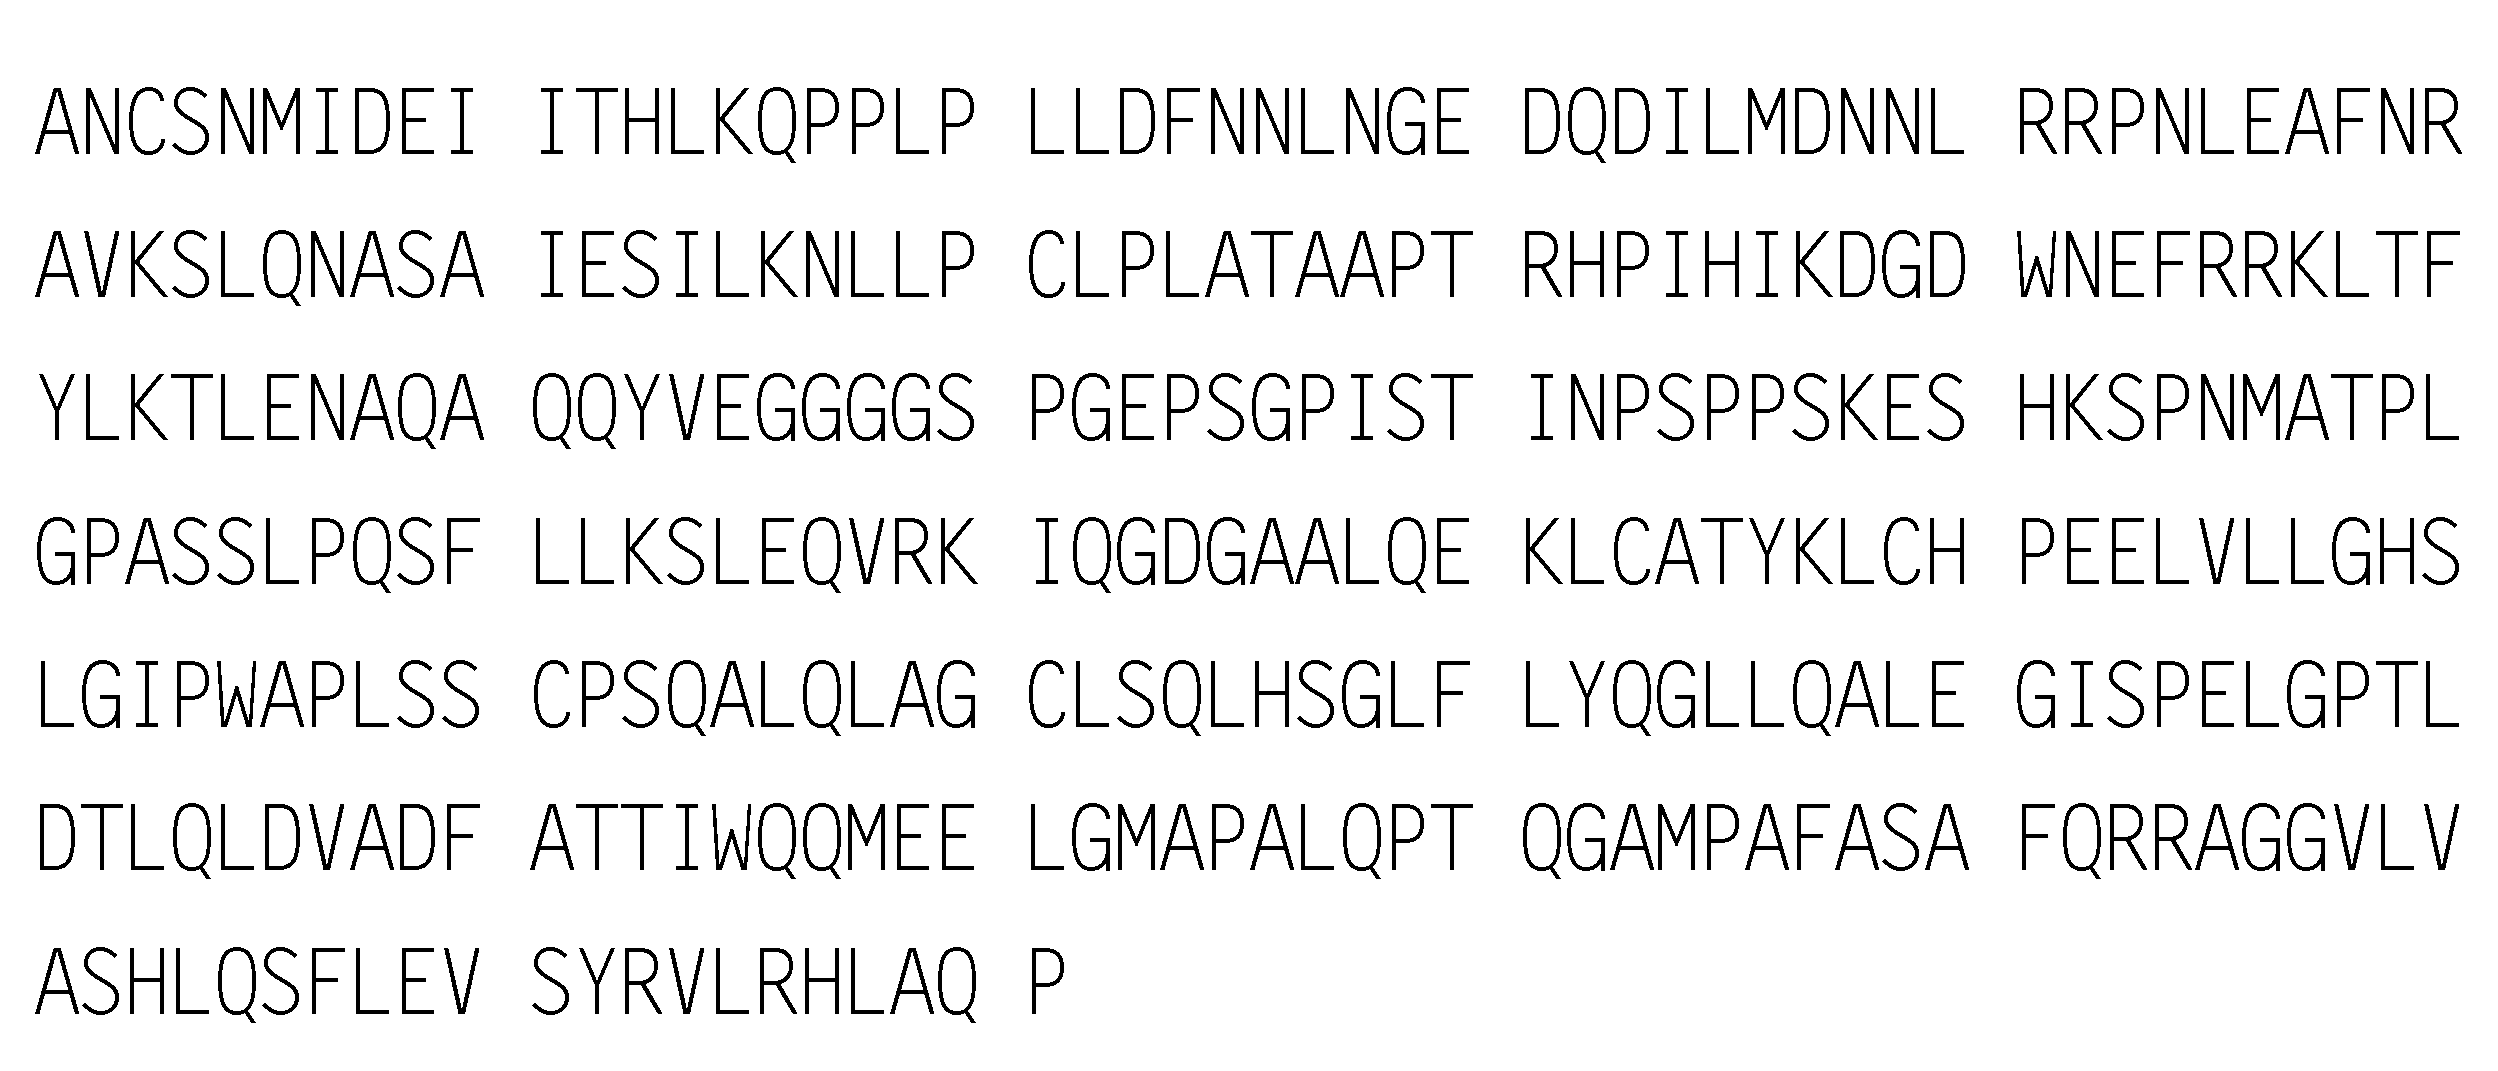 ANCSNMIDEI ITHLKQPPLP LLDFNNLNGE DQDILMDNNL RRPNLEAFNR
AVKSLQNASA IESILKNLLP CLPLATAAPT RHPIHIKDGD WNEFRRKLTF
YLKTLENAQA QQYVEGGGGS PGEPSGPIST INPSPPSKES HKSPNMATPL
GPASSLPQSF LLKSLEQVRK IQGDGAALQE KLCATYKLCH PEELVLLGHS
LGIPWAPLSS CPSQALQLAG CLSQLHSGLF LYQGLLQALE GISPELGPTL
DTLQLDVADF ATTIWQQMEE LGMAPALQPT QGAMPAFASA FQRRAGGVLV
ASHLQSFLEV SYRVLRHLAQ P